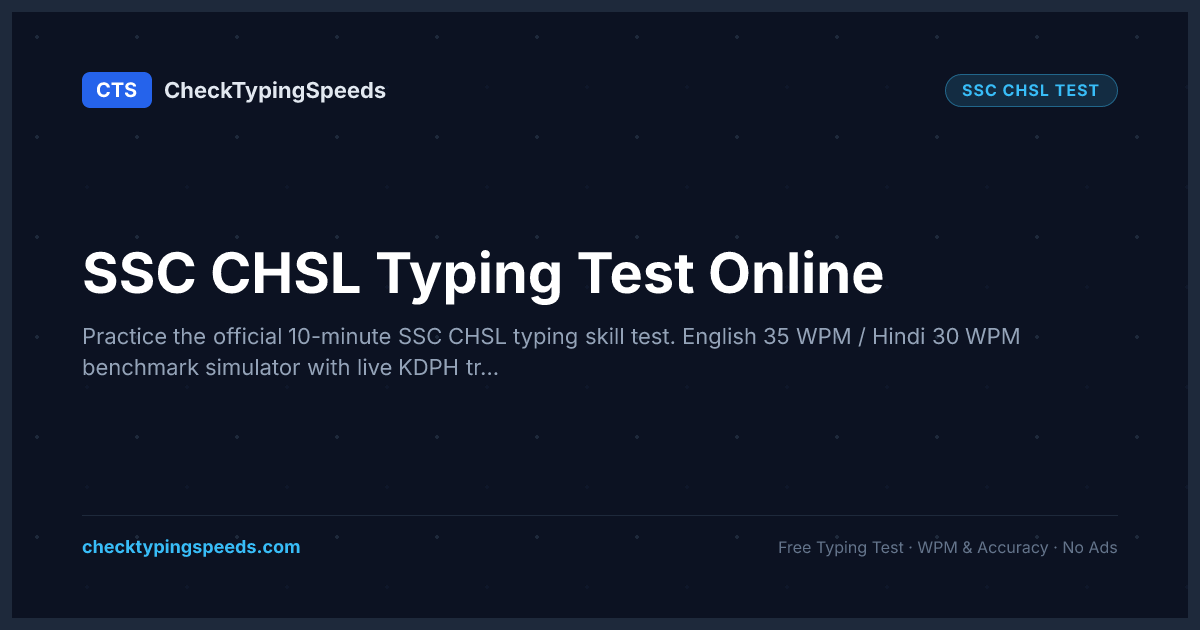 CTS CheckTypingSpeeds
SSC CHSL TEST
SSC CHSL Typing Test Online
Practice the official 10-minute SSC CHSL typing skill test. English 35 WPM / Hindi 30 WPM
benchmark simulator with live KDPH tr...
checktypingspeeds.com
Free Typing Test · WPM & Accuracy · No Ads